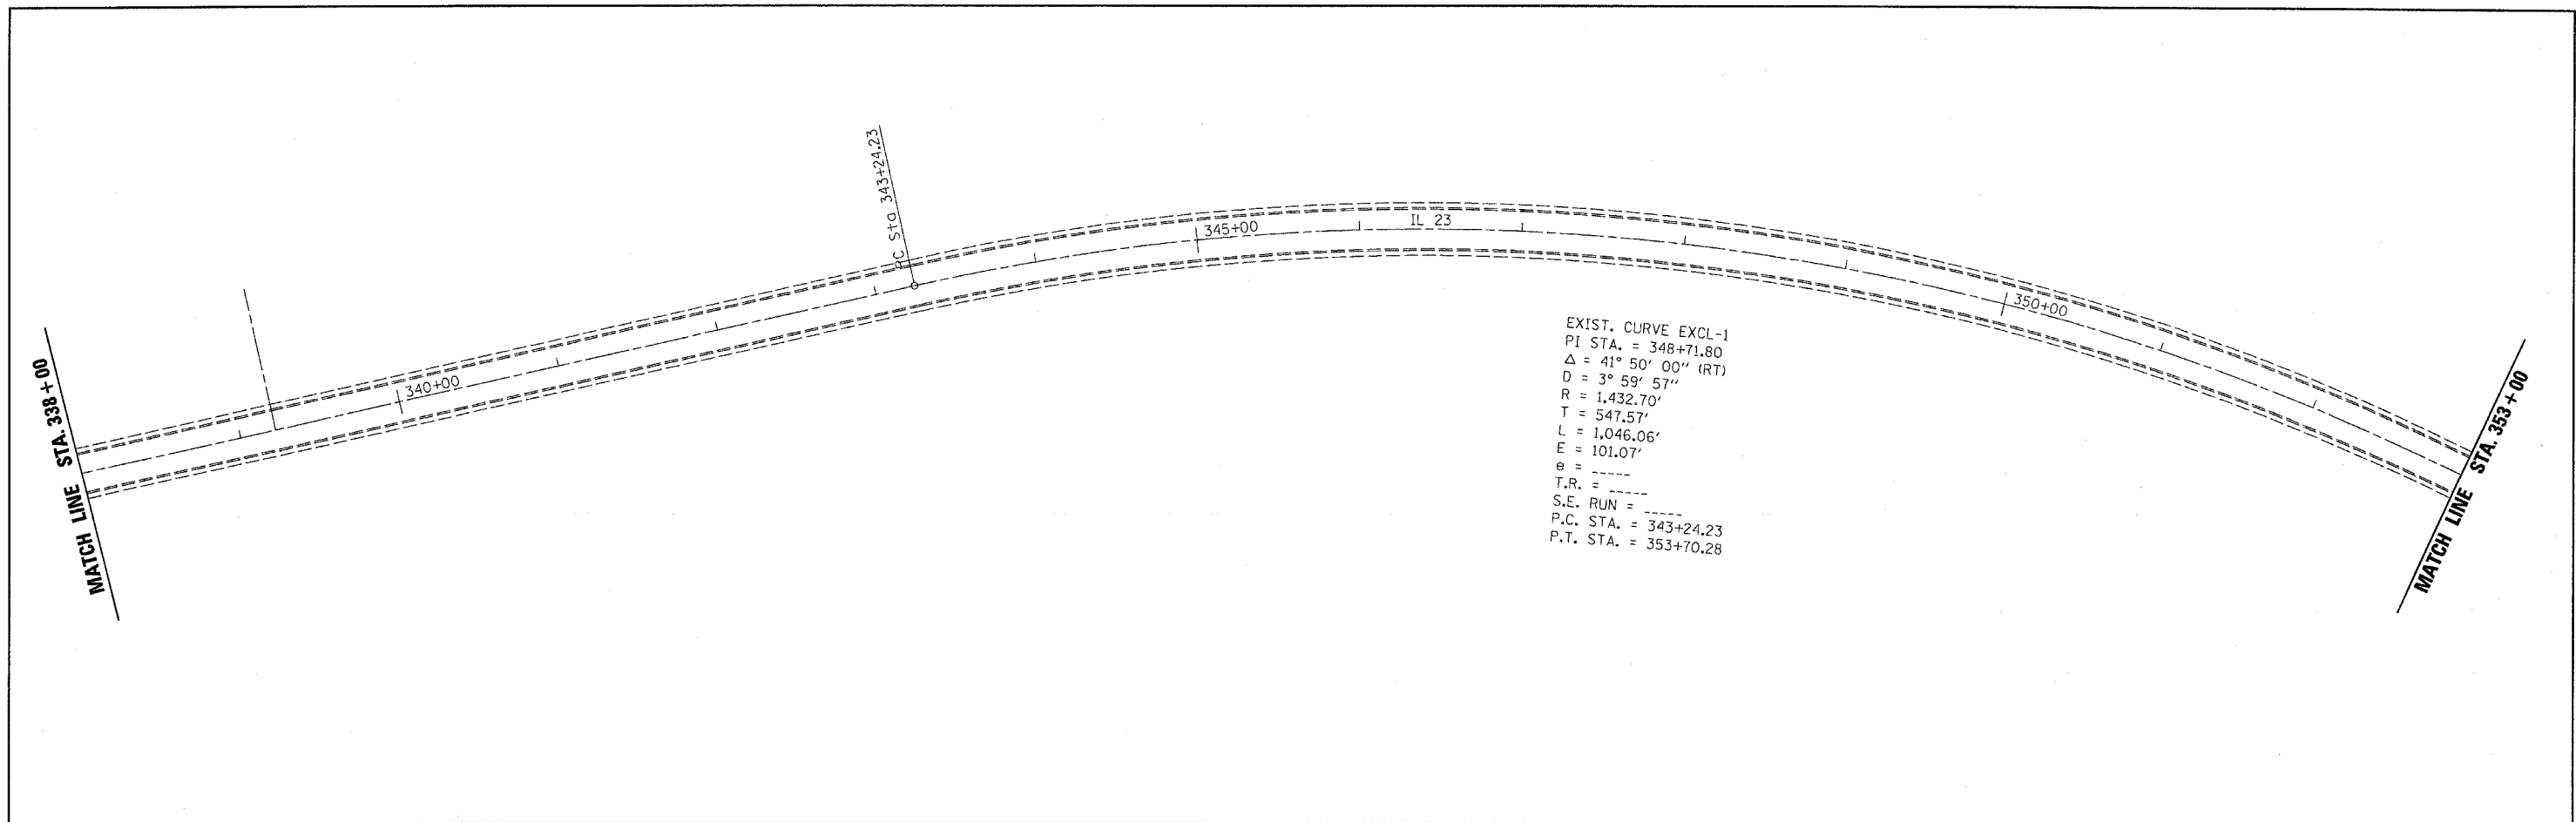 PC Sta 343+24.23
345+00
IL 23
350+00
340+00
MATCH LINE STA. 338+00
EXIST. CURVE EXCL-1
PI STA. = 348+71.80
Δ = 41° 50' 00" (RT)
D = 3° 59' 57"
R = 1,432.70'
T = 547.57'
L = 1,046.06'
E = 101.07'
e = _____
T.R. = _____
S.E. RUN = _____
P.C. STA. = 343+24.23
P.T. STA. = 353+70.28
MATCH LINE STA. 353+00